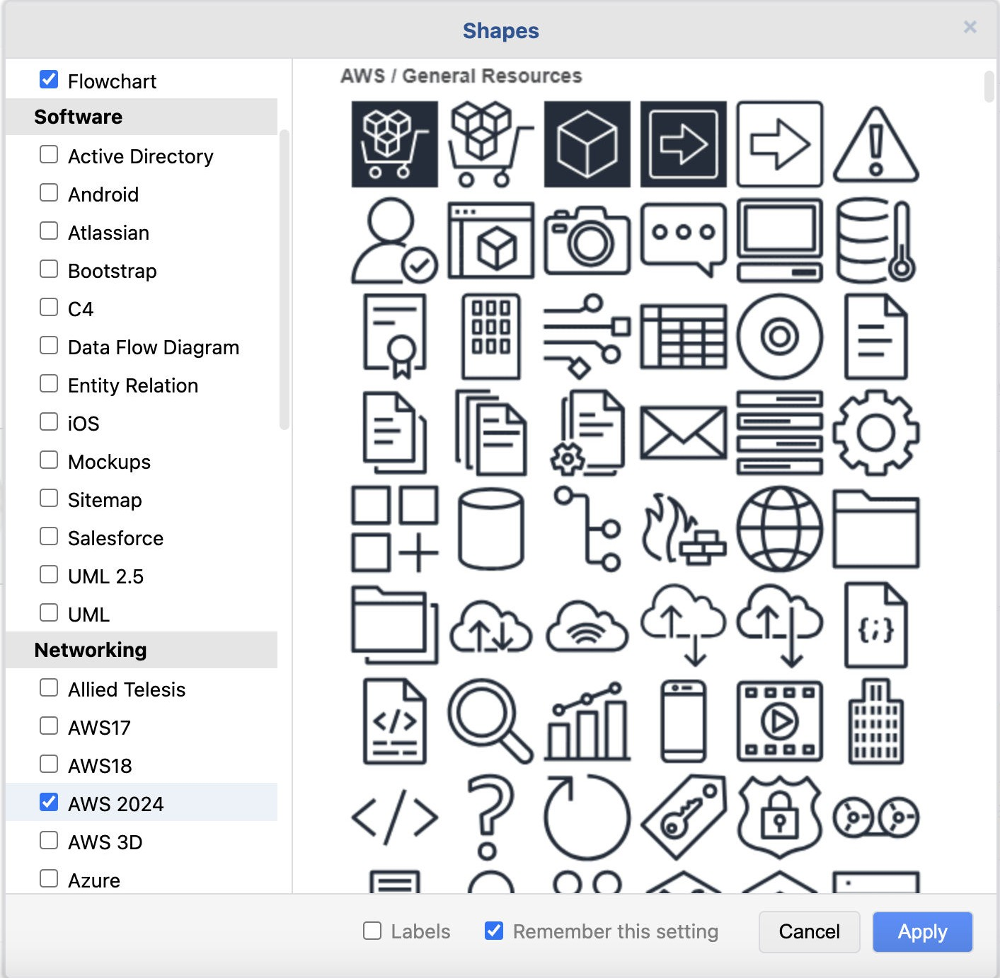 Shapes
×
Flowchart
Software
Active Directory
Android
Atlassian
Bootstrap
C4
Data Flow Diagram
Entity Relation
iOS
Mockups
Sitemap
Salesforce
UML 2.5
UML
Networking
Allied Telesis
AWS17
AWS18
AWS 2024
AWS 3D
Azure
AWS / General Resources
{;}
</>
</>
?
Labels
Remember this setting
Cancel
Apply